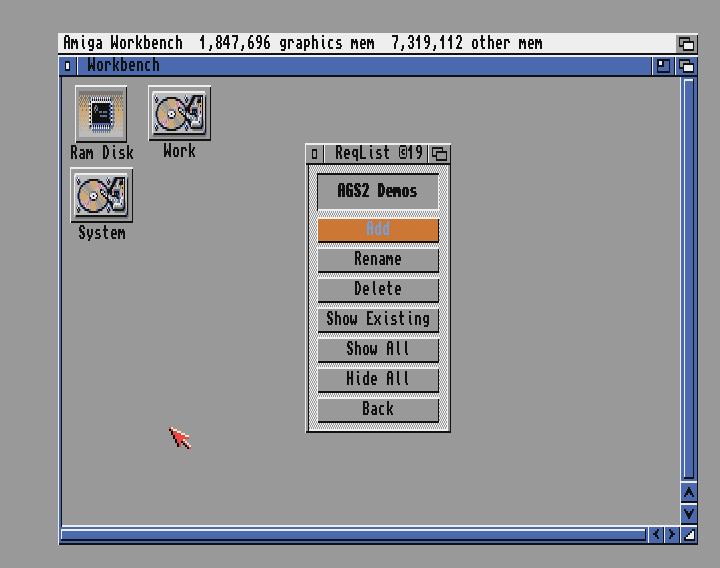 Amiga Workbench 1,847,696 graphics mem 7,319,112 other mem
Workbench
Ram Disk
Work
System
ReqList ©19
AGS2 Demos
Add
Rename
Delete
Show Existing
Show All
Hide All
Back